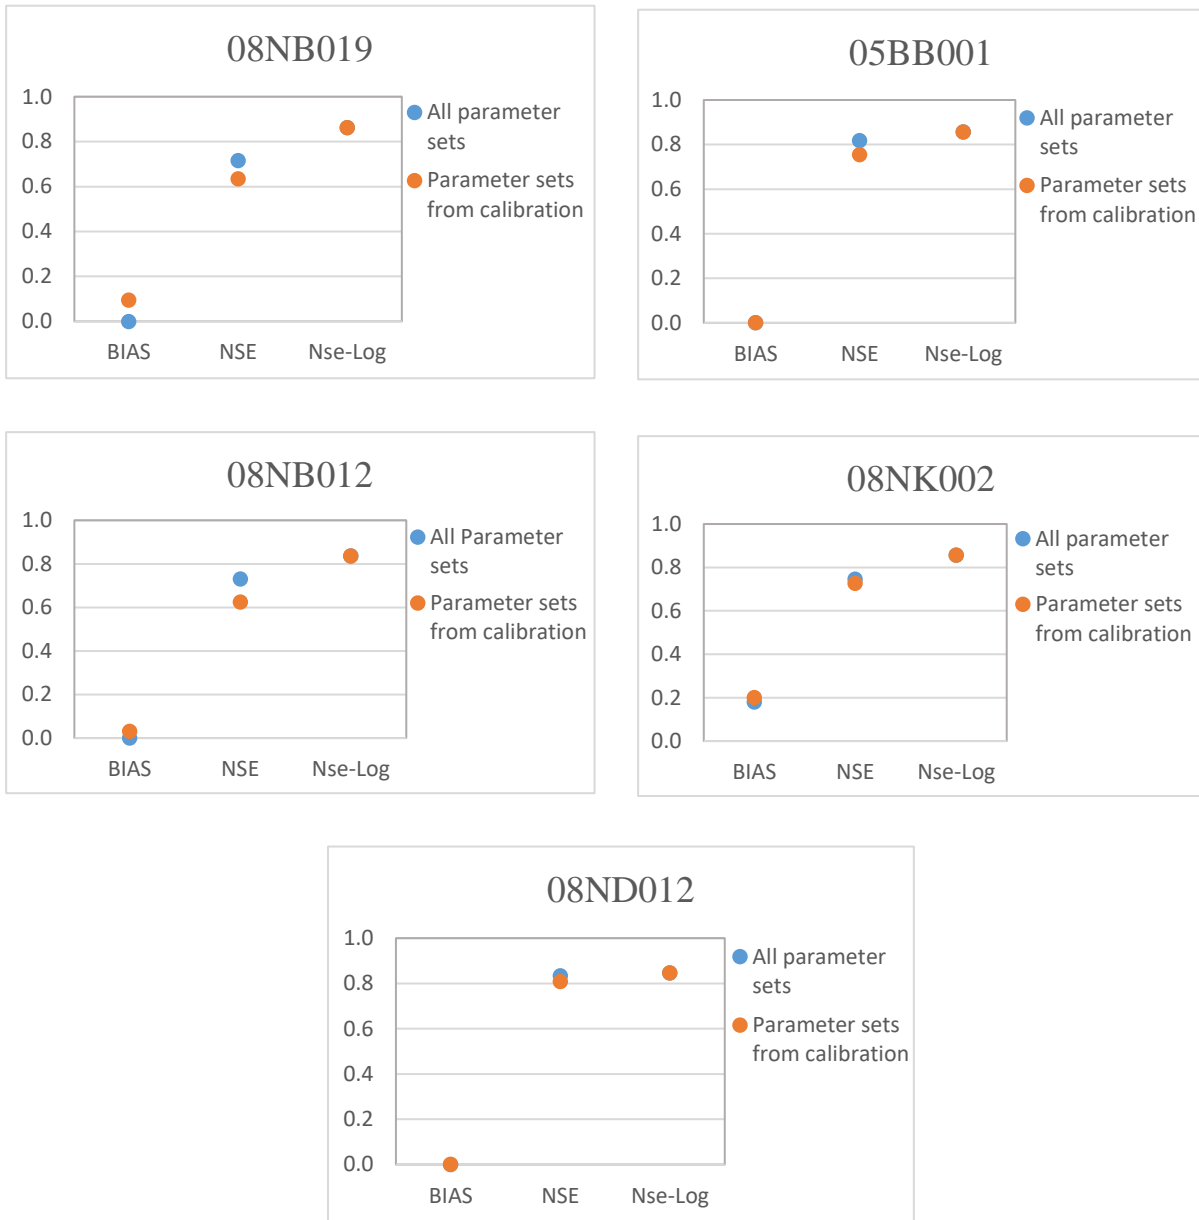 08NB019
1.0
0.8
0.6
0.4
0.2
0.0
BIAS NSE Nse-Log
All parameter
sets
Parameter sets
from calibration
05BB001
1.0
0.8
0.6
0.4
0.2
0.0
BIAS NSE Nse-Log
All parameter
sets
Parameter sets
from calibration
08NB012
1.0
0.8
0.6
0.4
0.2
0.0
BIAS NSE Nse-Log
All Parameter
sets
Parameter sets
from calibration
08NK002
1.0
0.8
0.6
0.4
0.2
0.0
BIAS NSE Nse-Log
All parameter
sets
Parameter sets
from calibration
08ND012
1.0
0.8
0.6
0.4
0.2
0.0
BIAS NSE Nse-Log
All parameter
sets
Parameter sets
from calibration